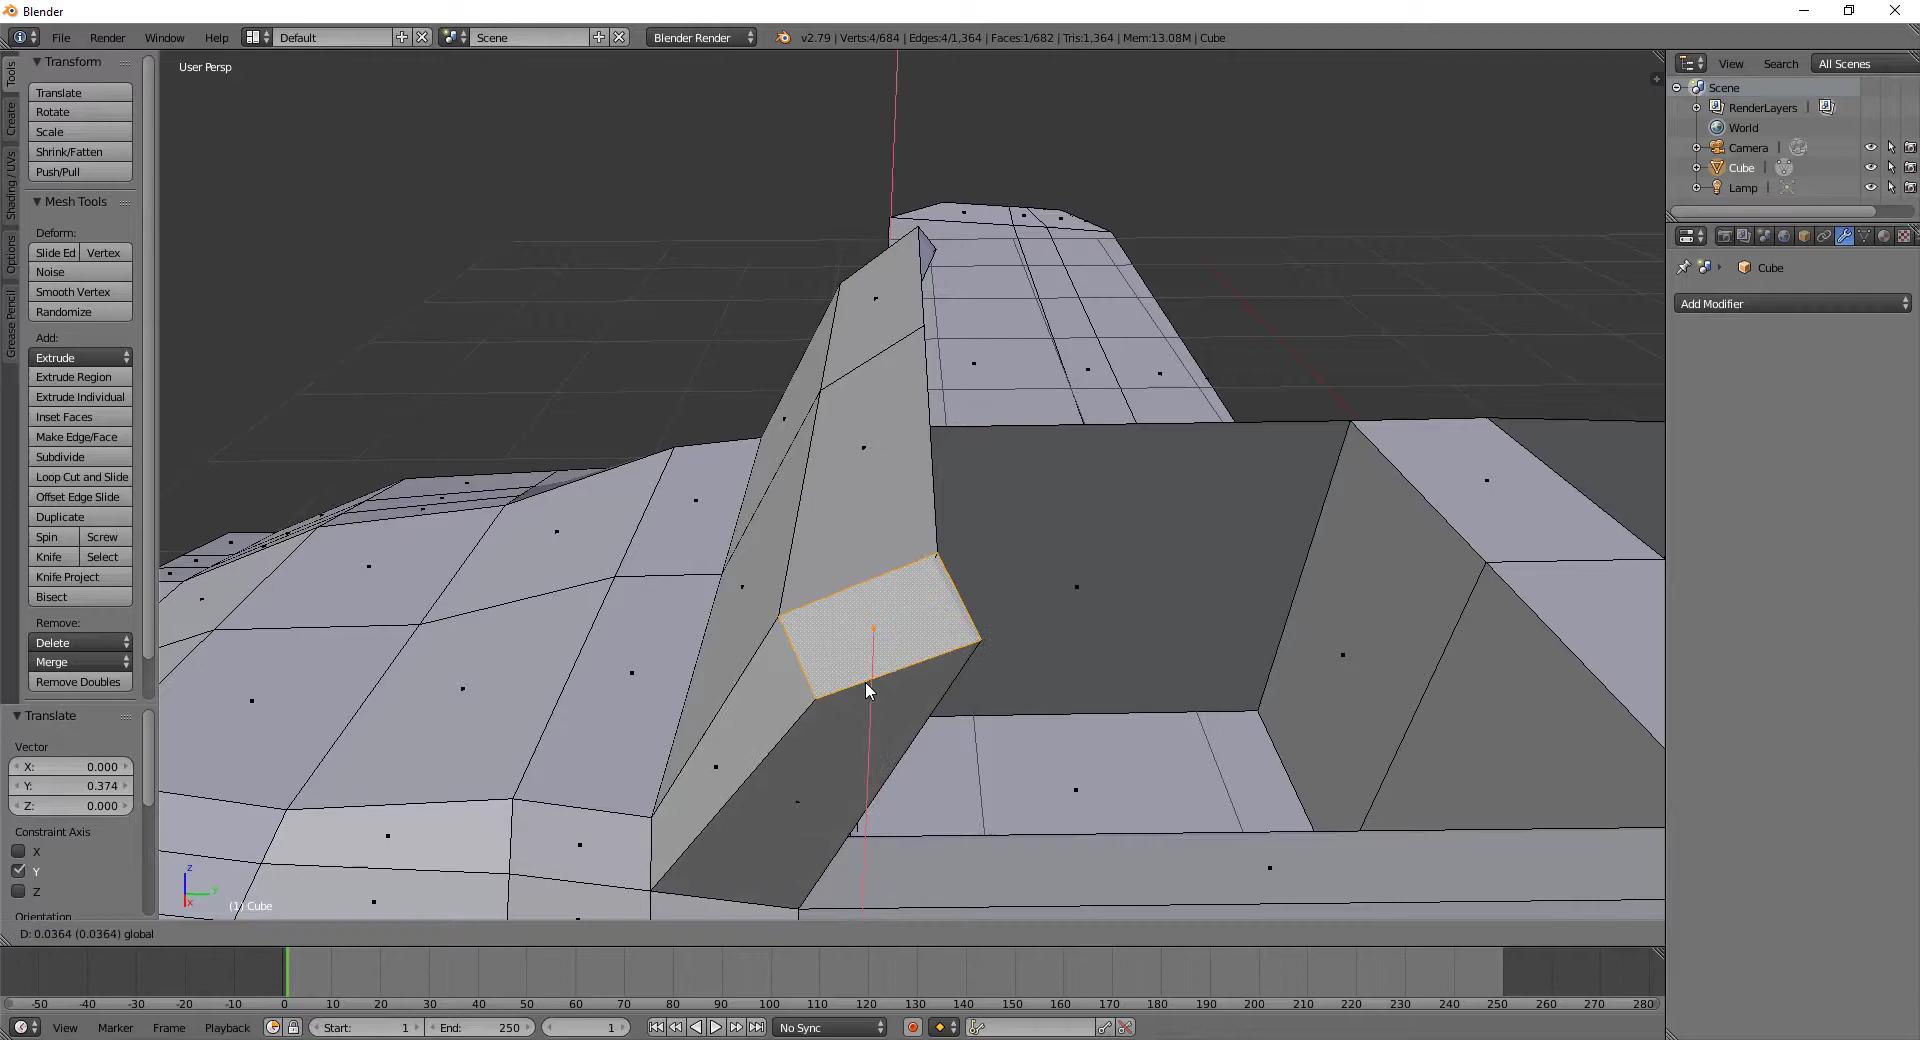 Blender
File Render Window Help Default Scene Blender Render v2.79 | Verts:4/684 | Edges:4/1,364 | Faces:1/682 | Tris:1,364 | Mem:13.08M | Cube
Tools
Create
Shading / UVs
Options
Grease Pencil
Transform
Translate
Rotate
Scale
Shrink/Fatten
Push/Pull
Mesh Tools
Deform:
Slide Ed Vertex
Noise
Smooth Vertex
Randomize
Add:
Extrude
Extrude Region
Extrude Individual
Inset Faces
Make Edge/Face
Subdivide
Loop Cut and Slide
Offset Edge Slide
Duplicate
Spin Screw
Knife Select
Knife Project
Bisect
Remove:
Delete
Merge
Remove Doubles
Translate
Vector
X: 0.000
Y: 0.374
Z: 0.000
Constraint Axis
X
Y
Z
Orientation
User Persp
z
y
x
(1) Cube
D: 0.0364 (0.0364) global
View Search All Scenes
Scene
RenderLayers |
World
Camera |
Cube |
Lamp |
Cube
Add Modifier
-50 -40 -30 -20 -10 0 10 20 30 40 50 60 70 80 90 100 110 120 130 140 150 160 170 180 190 200 210 220 230 240 250 260 270 280
View Marker Frame Playback Start: 1 End: 250 1 No Sync